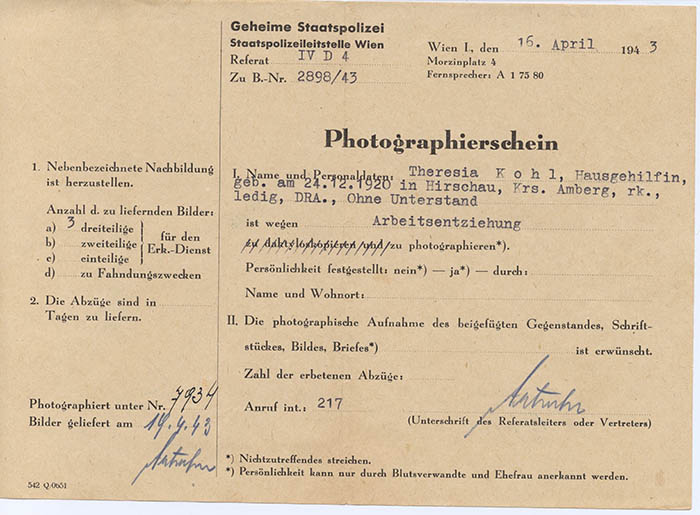 Geheime Staatspolizei
Staatspolizeileitstelle Wien
Referat IV D 4
Zu B.-Nr. 2898/43
Wien I., den 16. April 1943
Morzinplatz 4
Fernsprecher: A 1 75 80
Photographierschein
1. Nebenbezeichnete Nachbildung
ist herzustellen.
Anzahl d. zu liefernden Bilder:
a) 3 dreiteilige
b) zweiteilige
c) einteilige
für den
Erk.-Dienst
d) zu Fahndungszwecken
2. Die Abzüge sind in
Tagen zu liefern.
Photographiert unter Nr. 7934
Bilder geliefert am 19.4.43
542 Q/0651
I. Name und Personaldaten: Theresia K o h l, Hausgehilfin,
geb. am 24.12.1920 in Hirschau, Krs. Amberg, rk.,
ledig, DRA., Ohne Unterstand
ist wegen Arbeitsentziehung
zu daktyloskopieren und/zu photographieren*).
Persönlichkeit festgestellt: nein*) — ja*) — durch:
Name und Wohnort:
II. Die photographische Aufnahme des beigefügten Gegenstandes, Schrift-
stückes, Bildes, Briefes*) ist erwünscht.
Zahl der erbetenen Abzüge:
Anruf int.: 217
(Unterschrift des Referatsleiters oder Vertreters)
*) Nichtzutreffendes streichen.
*) Persönlichkeit kann nur durch Blutsverwandte und Ehefrau anerkannt werden.